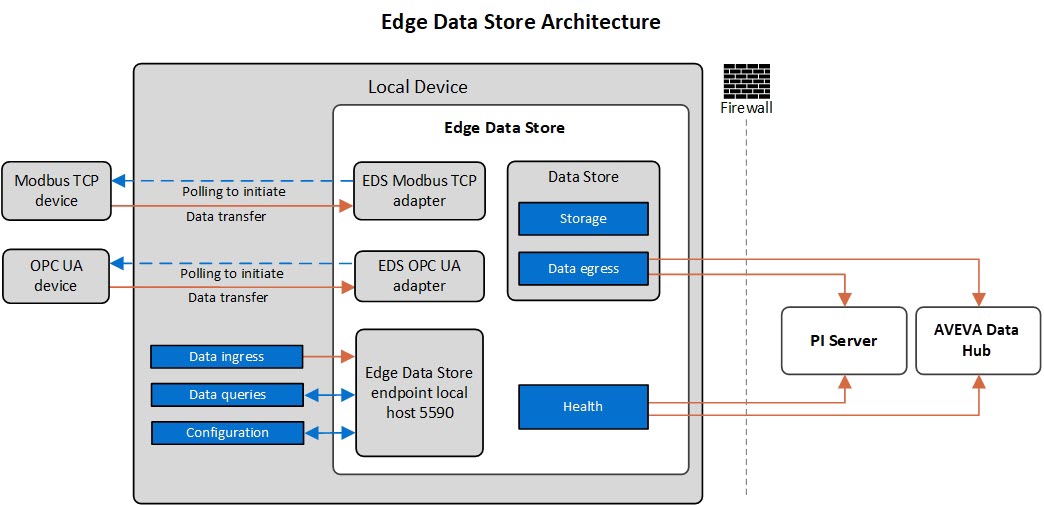 Edge Data Store Architecture
Local Device
Firewall
Edge Data Store
Modbus TCP
device
Polling to initiate
Data transfer
EDS Modbus TCP
adapter
Data Store
Storage
Data egress
OPC UA
device
Polling to initiate
Data transfer
EDS OPC UA
adapter
PI Server
AVEVA Data
Hub
Data ingress
Data queries
Configuration
Edge Data Store
endpoint local
host 5590
Health